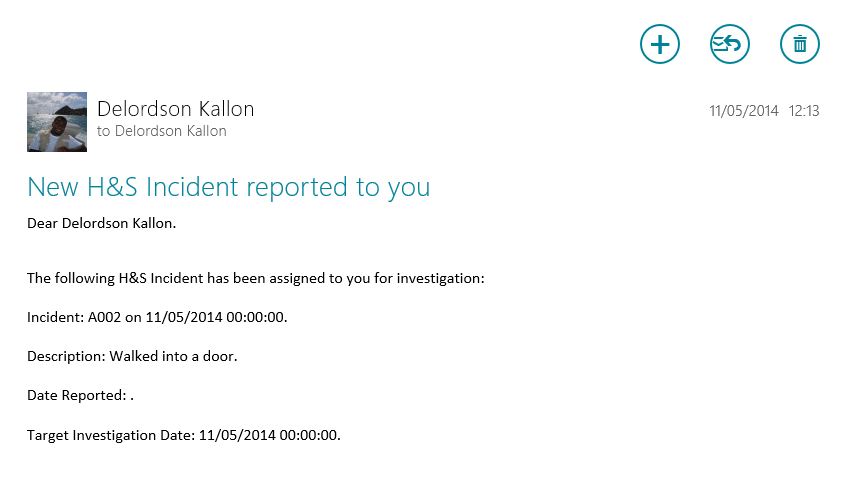 Delordson Kallon
11/05/2014 12:13
to Delordson Kallon
New H&S Incident reported to you
Dear Delordson Kallon.
The following H&S Incident has been assigned to you for investigation:
Incident: A002 on 11/05/2014 00:00:00.
Description: Walked into a door.
Date Reported: .
Target Investigation Date: 11/05/2014 00:00:00.